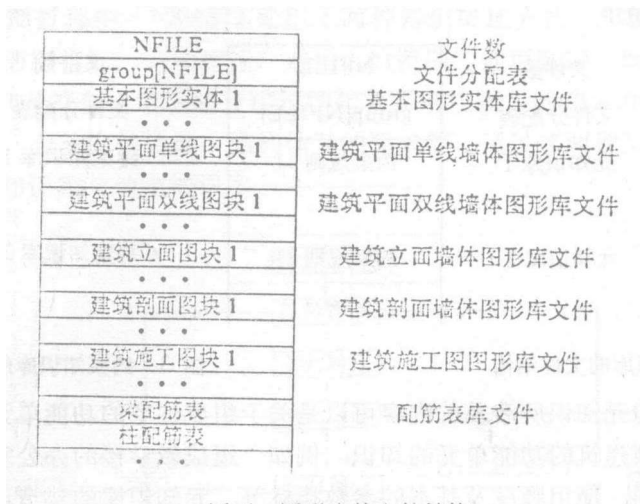 NFILE 文件数
group[NFILE] 文件分配表
基本图形实体 1 基本图形实体库文件
• • •
建筑平面单线图块 1 建筑平面单线墙体图形库文件
• • •
建筑平面双线图块 1 建筑平面双线墙体图形库文件
• • •
建筑立面图块 1 建筑立面墙体图形库文件
• • •
建筑剖面图块 1 建筑剖面墙体图形库文件
• • •
建筑施工图块 1 建筑施工图图形库文件
• • •
梁配筋表 配筋表库文件
柱配筋表
• • •